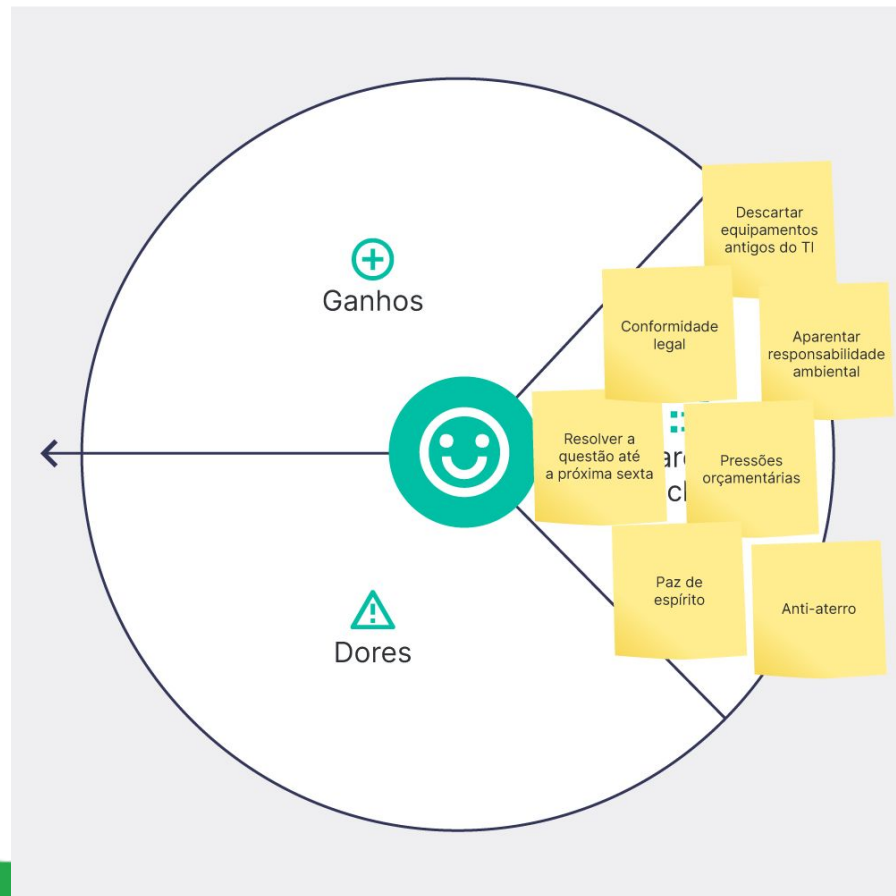 Descartar
equipamentos
antigos do TI
Ganhos
Conformidade
legal
Aparentar
responsabilidade
ambiental
Resolver a
questão até
a próxima sexta
Pressões
orçamentárias
Paz de
espírito
Anti-aterro
Dores